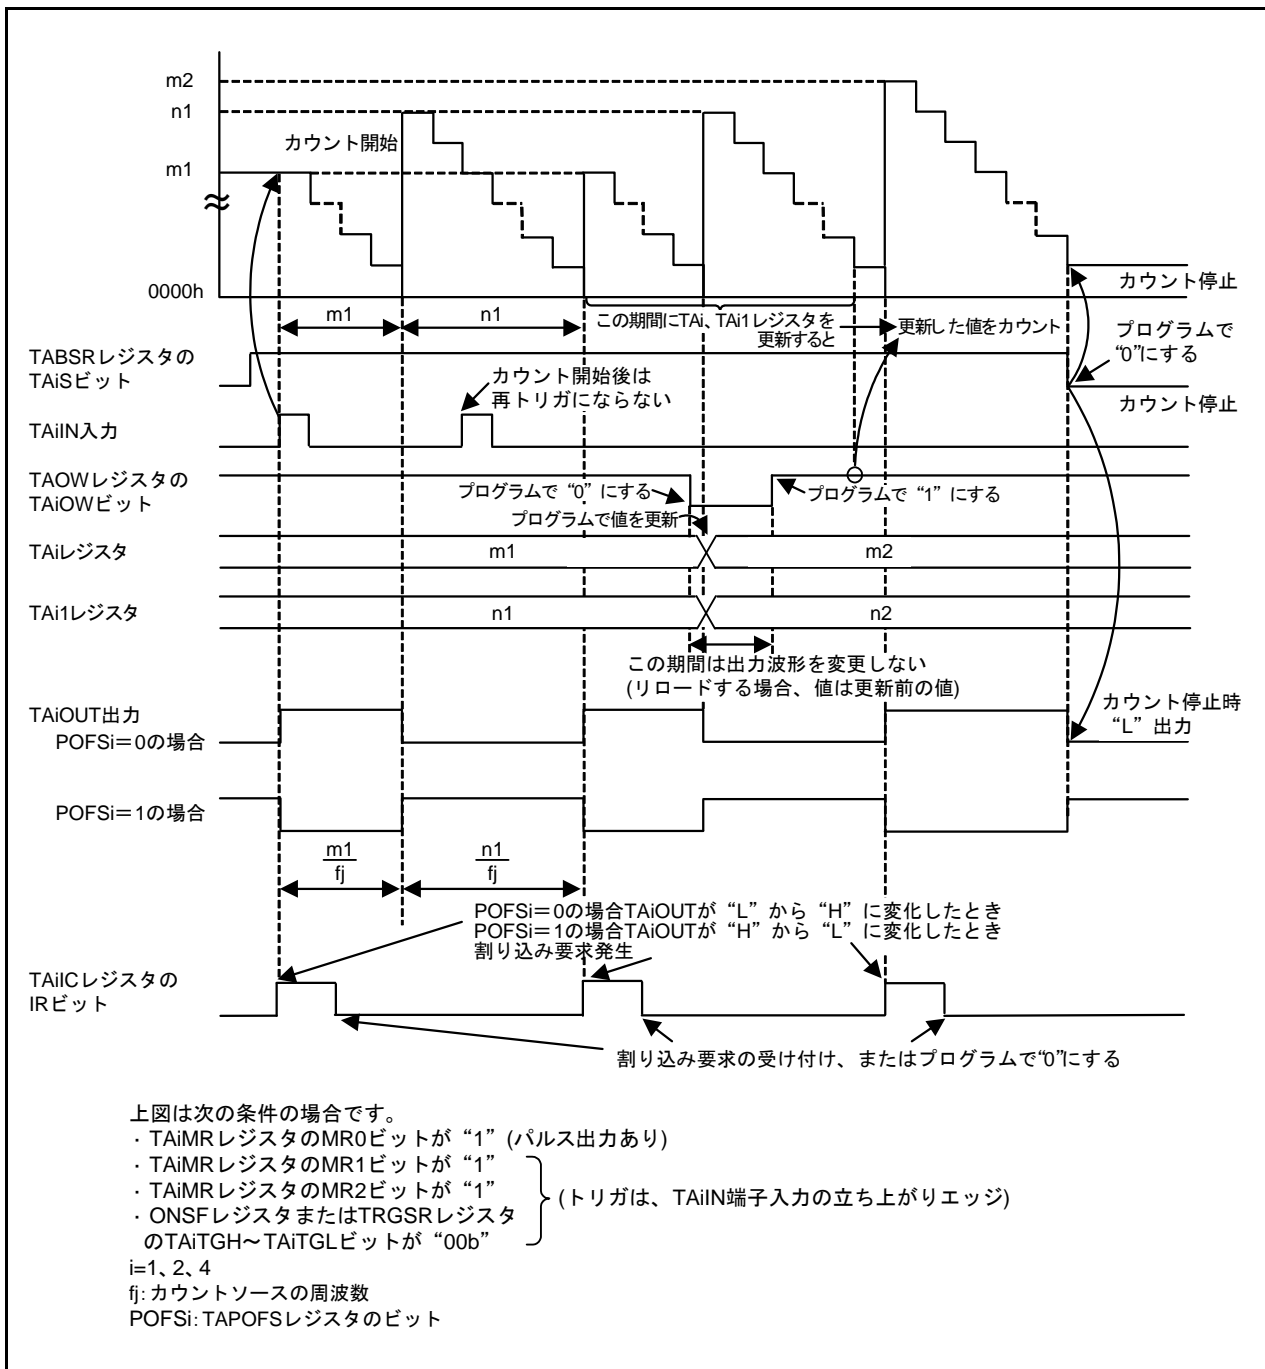 m2
n1
カウント開始
m1
≈
0000h
カウント停止
m1
n1
この期間にTAi、TAi1レジスタを
更新すると
更新した値をカウント
プログラムで
“0”にする
TABSRレジスタの
TAiSビット
カウント開始後は
再トリガにならない
カウント停止
TAiIN入力
TAOWレジスタの
TAiOWビット
プログラムで“0”にする
プログラムで“1”にする
プログラムで値を更新
TAiレジスタ
m1
m2
TAi1レジスタ
n1
n2
この期間は出力波形を変更しない
(リロードする場合、値は更新前の値)
TAiOUT出力
POFSi=0の場合
カウント停止時
“L”出力
POFSi=1の場合
m1
fj
n1
fj
POFSi=0の場合TAiOUTが“L”から“H”に変化したとき
POFSi=1の場合TAiOUTが“H”から“L”に変化したとき
割り込み要求発生
TAiICレジスタの
IRビット
割り込み要求の受け付け、またはプログラムで“0”にする
上図は次の条件の場合です。
・TAiMRレジスタのMR0ビットが“1”(パルス出力あり)
・TAiMRレジスタのMR1ビットが“1”
・TAiMRレジスタのMR2ビットが“1”
(トリガは、TAiIN端子入力の立ち上がりエッジ)
・ONSFレジスタまたはTRGSRレジスタ
のTAiTGH~TAiTGLビットが“00b”
i=1、2、4
fj:カウントソースの周波数
POFSi:TAPOFSレジスタのビット